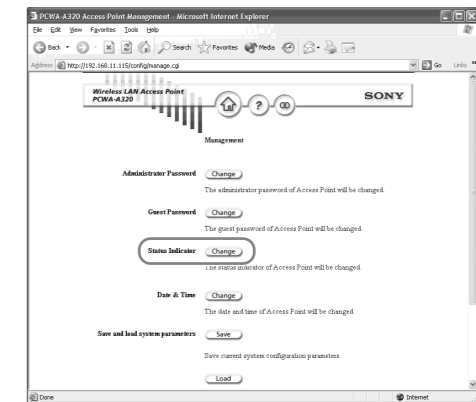 PCWA-A320 Access Point Management - Microsoft Internet Explorer
File Edit View Favorites Tools Help
Back Search Favorites Media
Address http://192.168.11.115/config/manage.cgi Go Links »
Wireless LAN Access Point
PCWA-A320
?
SONY
Management
Administrator Password Change
The administrator password of Access Point will be changed.
Guest Password Change
The guest password of Access Point will be changed.
Status Indicator Change
The status indicator of Access Point will be changed.
Date & Time Change
The date and time of Access Point will be changed.
Save and load system parameters Save
Save current system configuration parameters.
Load
Done Internet